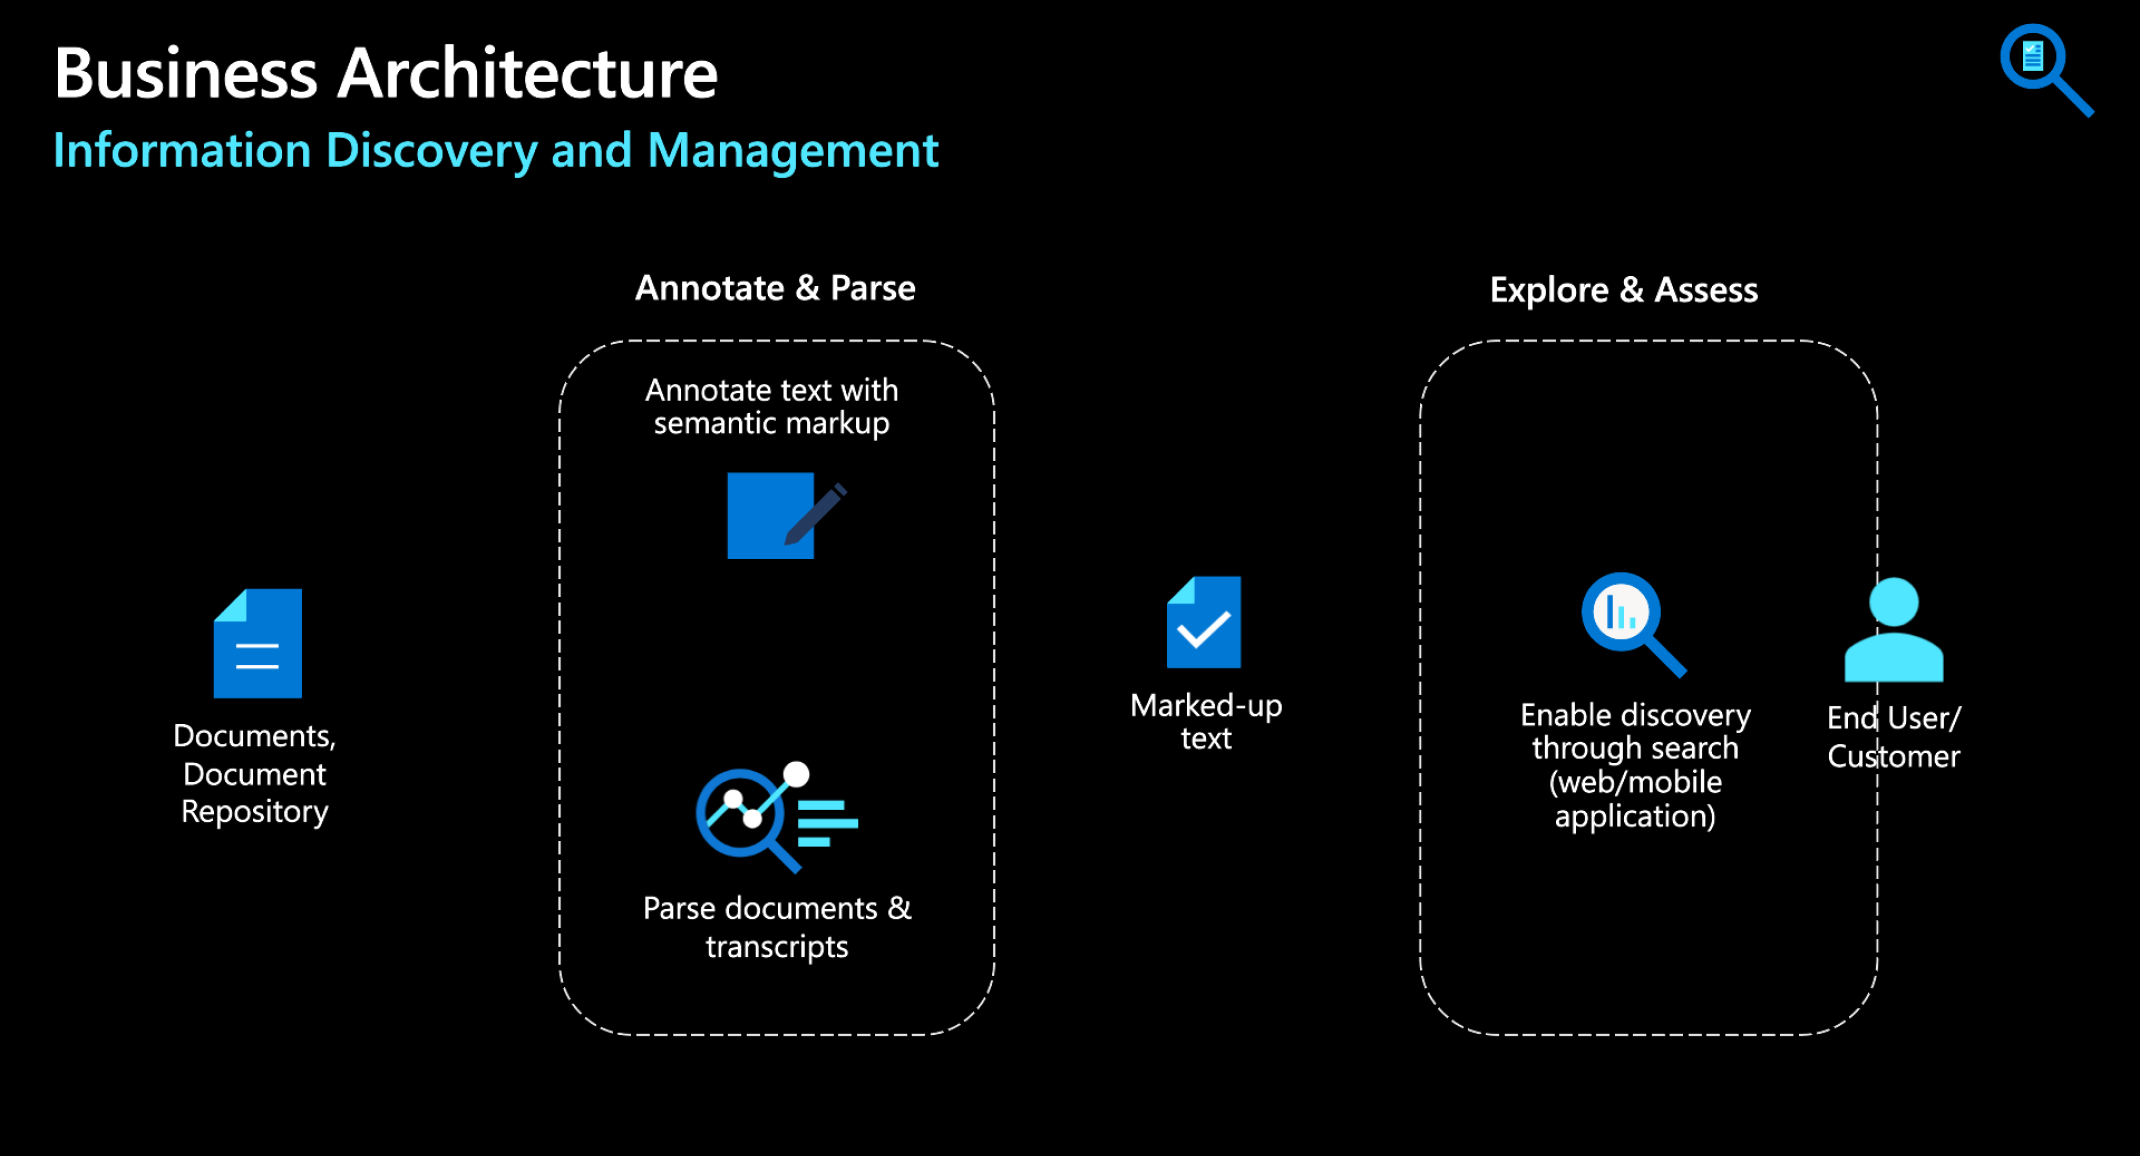 Business Architecture
Information Discovery and Management
Annotate & Parse
Annotate text with
semantic markup
Parse documents &
transcripts
Documents,
Document
Repository
Marked-up
text
Explore & Assess
Enable discovery
through search
(web/mobile
application)
End User/
Customer